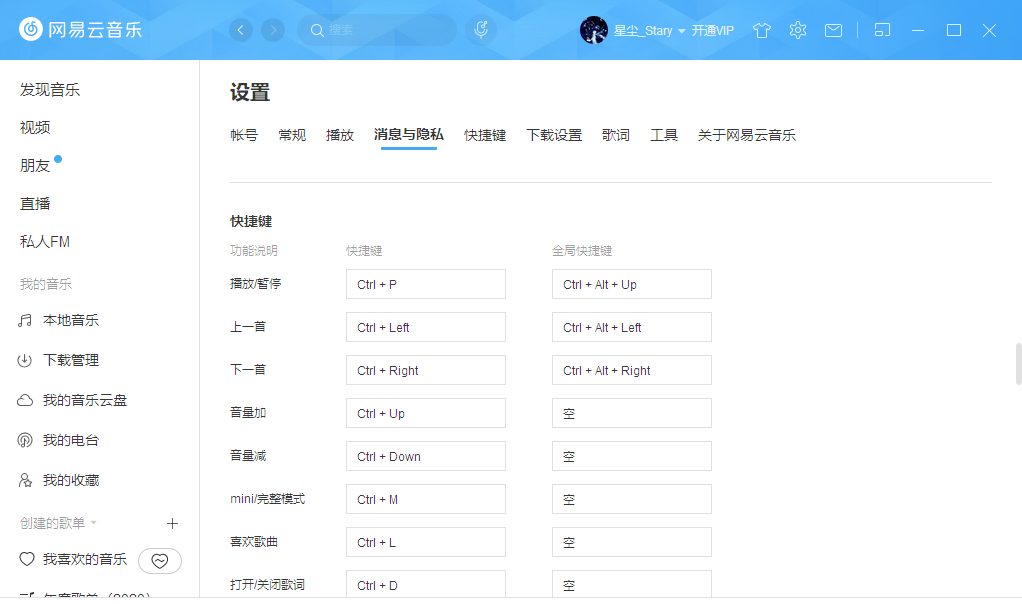 网易云音乐
搜索
星尘_Stary 开通VIP
发现音乐
视频
朋友
直播
私人FM
我的音乐
本地音乐
下载管理
我的音乐云盘
我的电台
我的收藏
创建的歌单
我喜欢的音乐
年度歌单（2020）
设置
帐号 常规 播放 消息与隐私 快捷键 下载设置 歌词 工具 关于网易云音乐
快捷键
功能说明 快捷键 全局快捷键
播放/暂停 Ctrl + P Ctrl + Alt + Up
上一首 Ctrl + Left Ctrl + Alt + Left
下一首 Ctrl + Right Ctrl + Alt + Right
音量加 Ctrl + Up 空
音量减 Ctrl + Down 空
mini/完整模式 Ctrl + M 空
喜欢歌曲 Ctrl + L 空
打开/关闭歌词 Ctrl + D 空